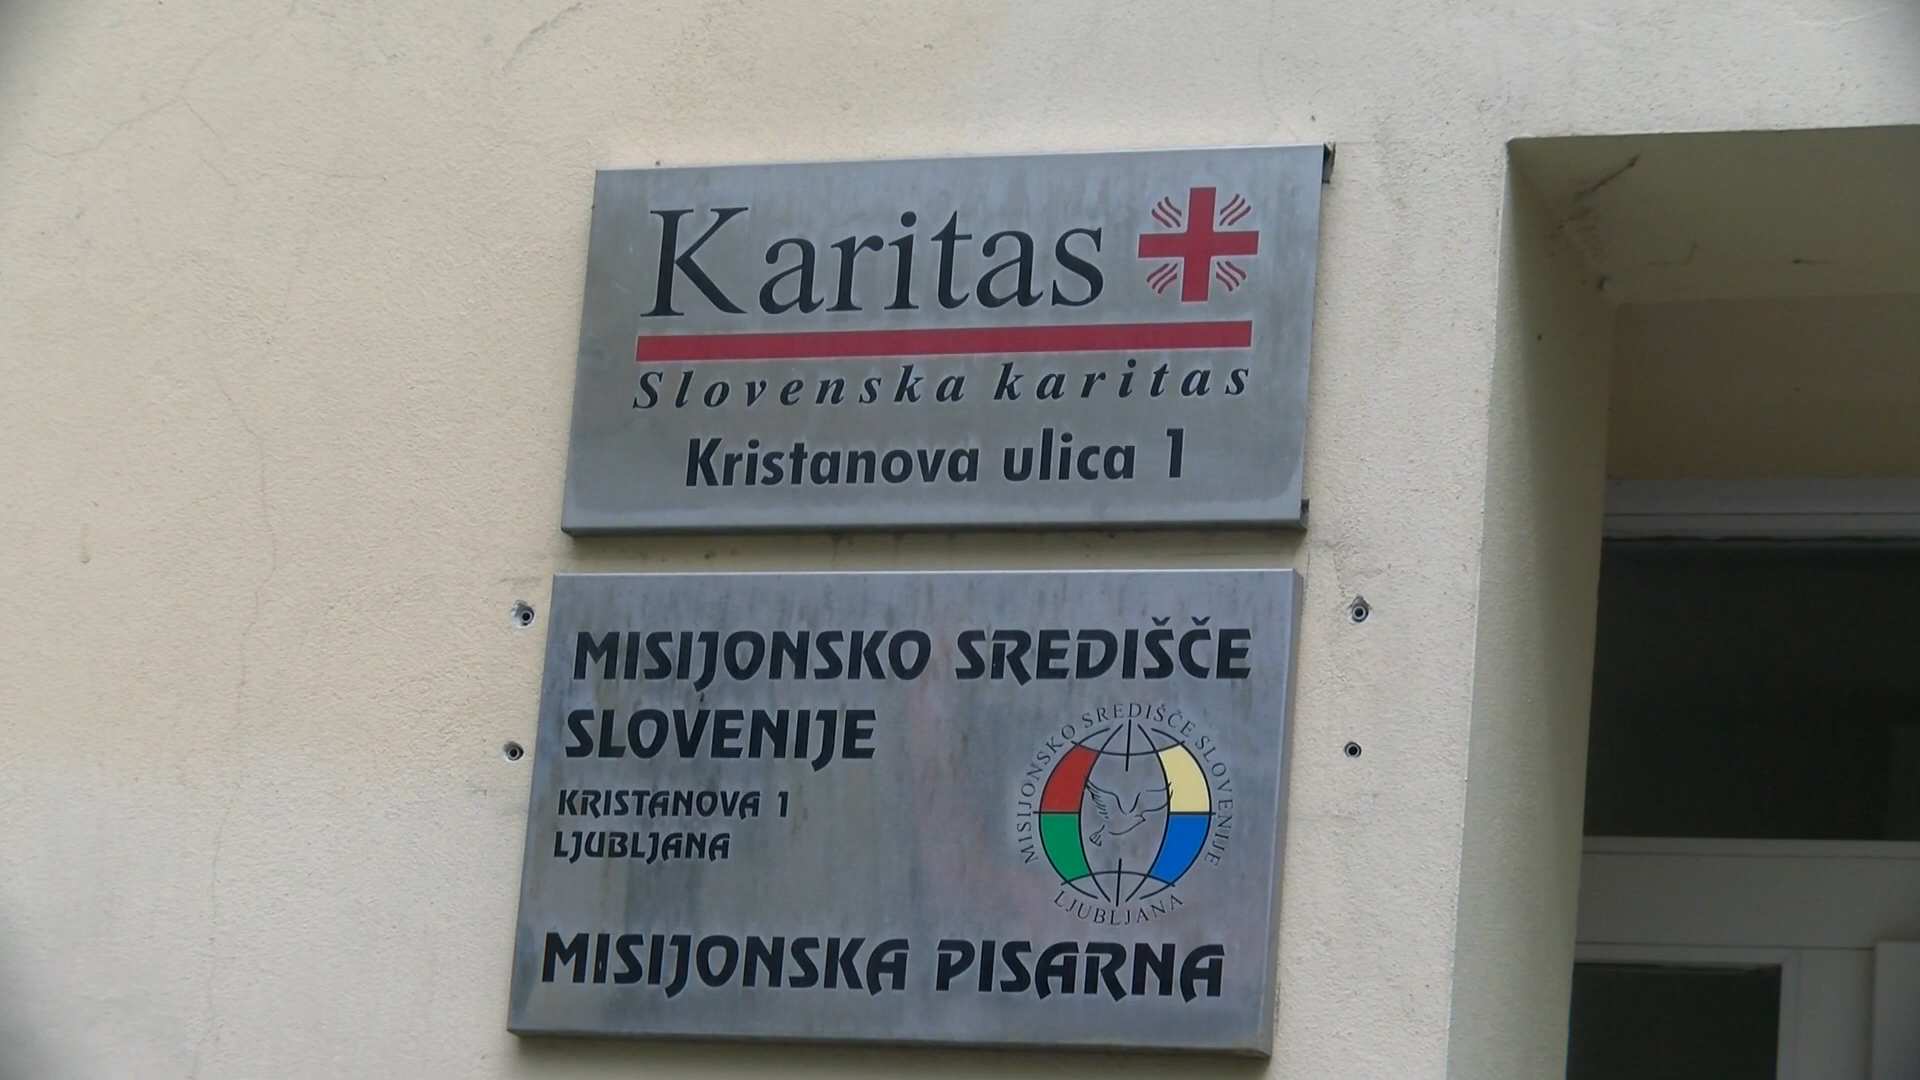 Karitas
Slovenska karitas
Kristanova ulica 1
MISIJONSKO SREDIŠČE
SLOVENIJE
KRISTANOVA 1
LJUBLJANA
MISIJONSKO SREDIŠČE SLOVENIJE
LJUBLJANA
MISIJONSKA PISARNA